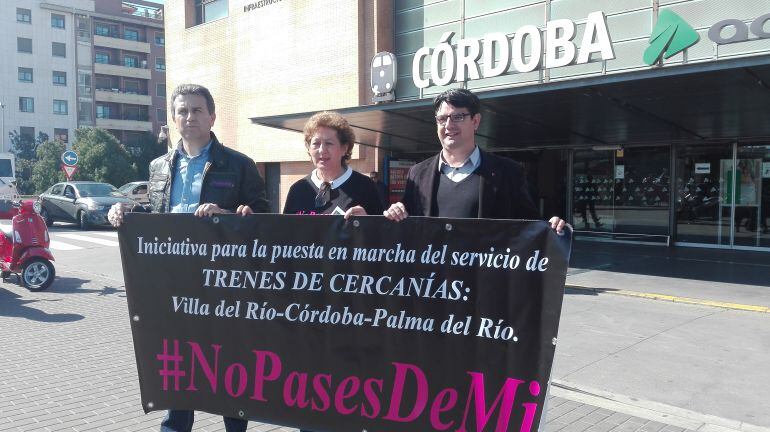 INFRAESTRUC
CÓRDOBA
Iniciativa para la puesta en marcha del servicio de
TRENES DE CERCANÍAS:
Villa del Río-Córdoba-Palma del Río.
#NoPasesDeMi